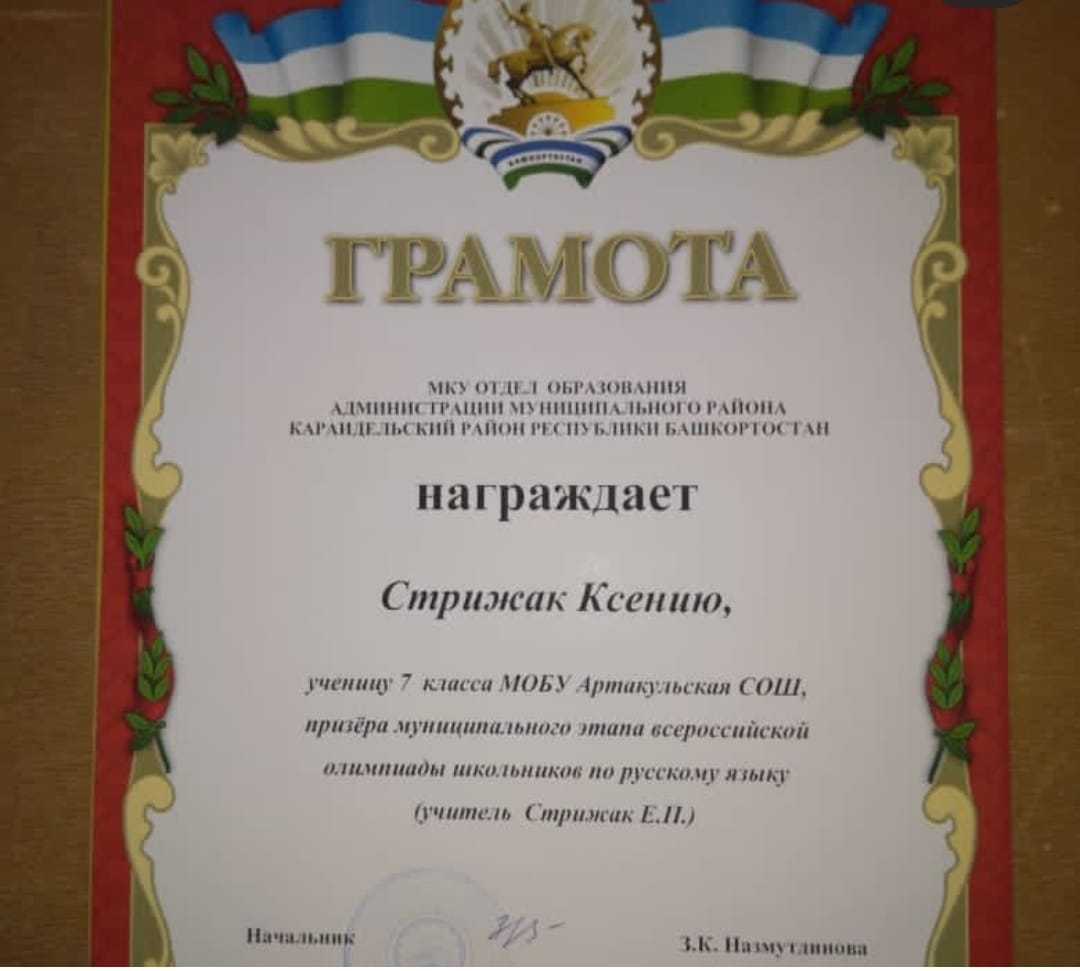 БАШКОРТОСТАН
ГРАМОТА
МКУ ОТДЕЛ ОБРАЗОВАНИЯ
АДМИНИСТРАЦИИ МУНИЦИПАЛЬНОГО РАЙОНА
КАРАИДЕЛЬСКИЙ РАЙОН РЕСПУБЛИКИ БАШКОРТОСТАН
награждает
Стрижак Ксению,
ученицу 7 класса МОБУ Артакульская СОШ,
призёра муниципального этапа всероссийской
олимпиады школьников по русскому языку
(учитель Стрижак Е.П.)
Начальник З.К. Назмутдинова